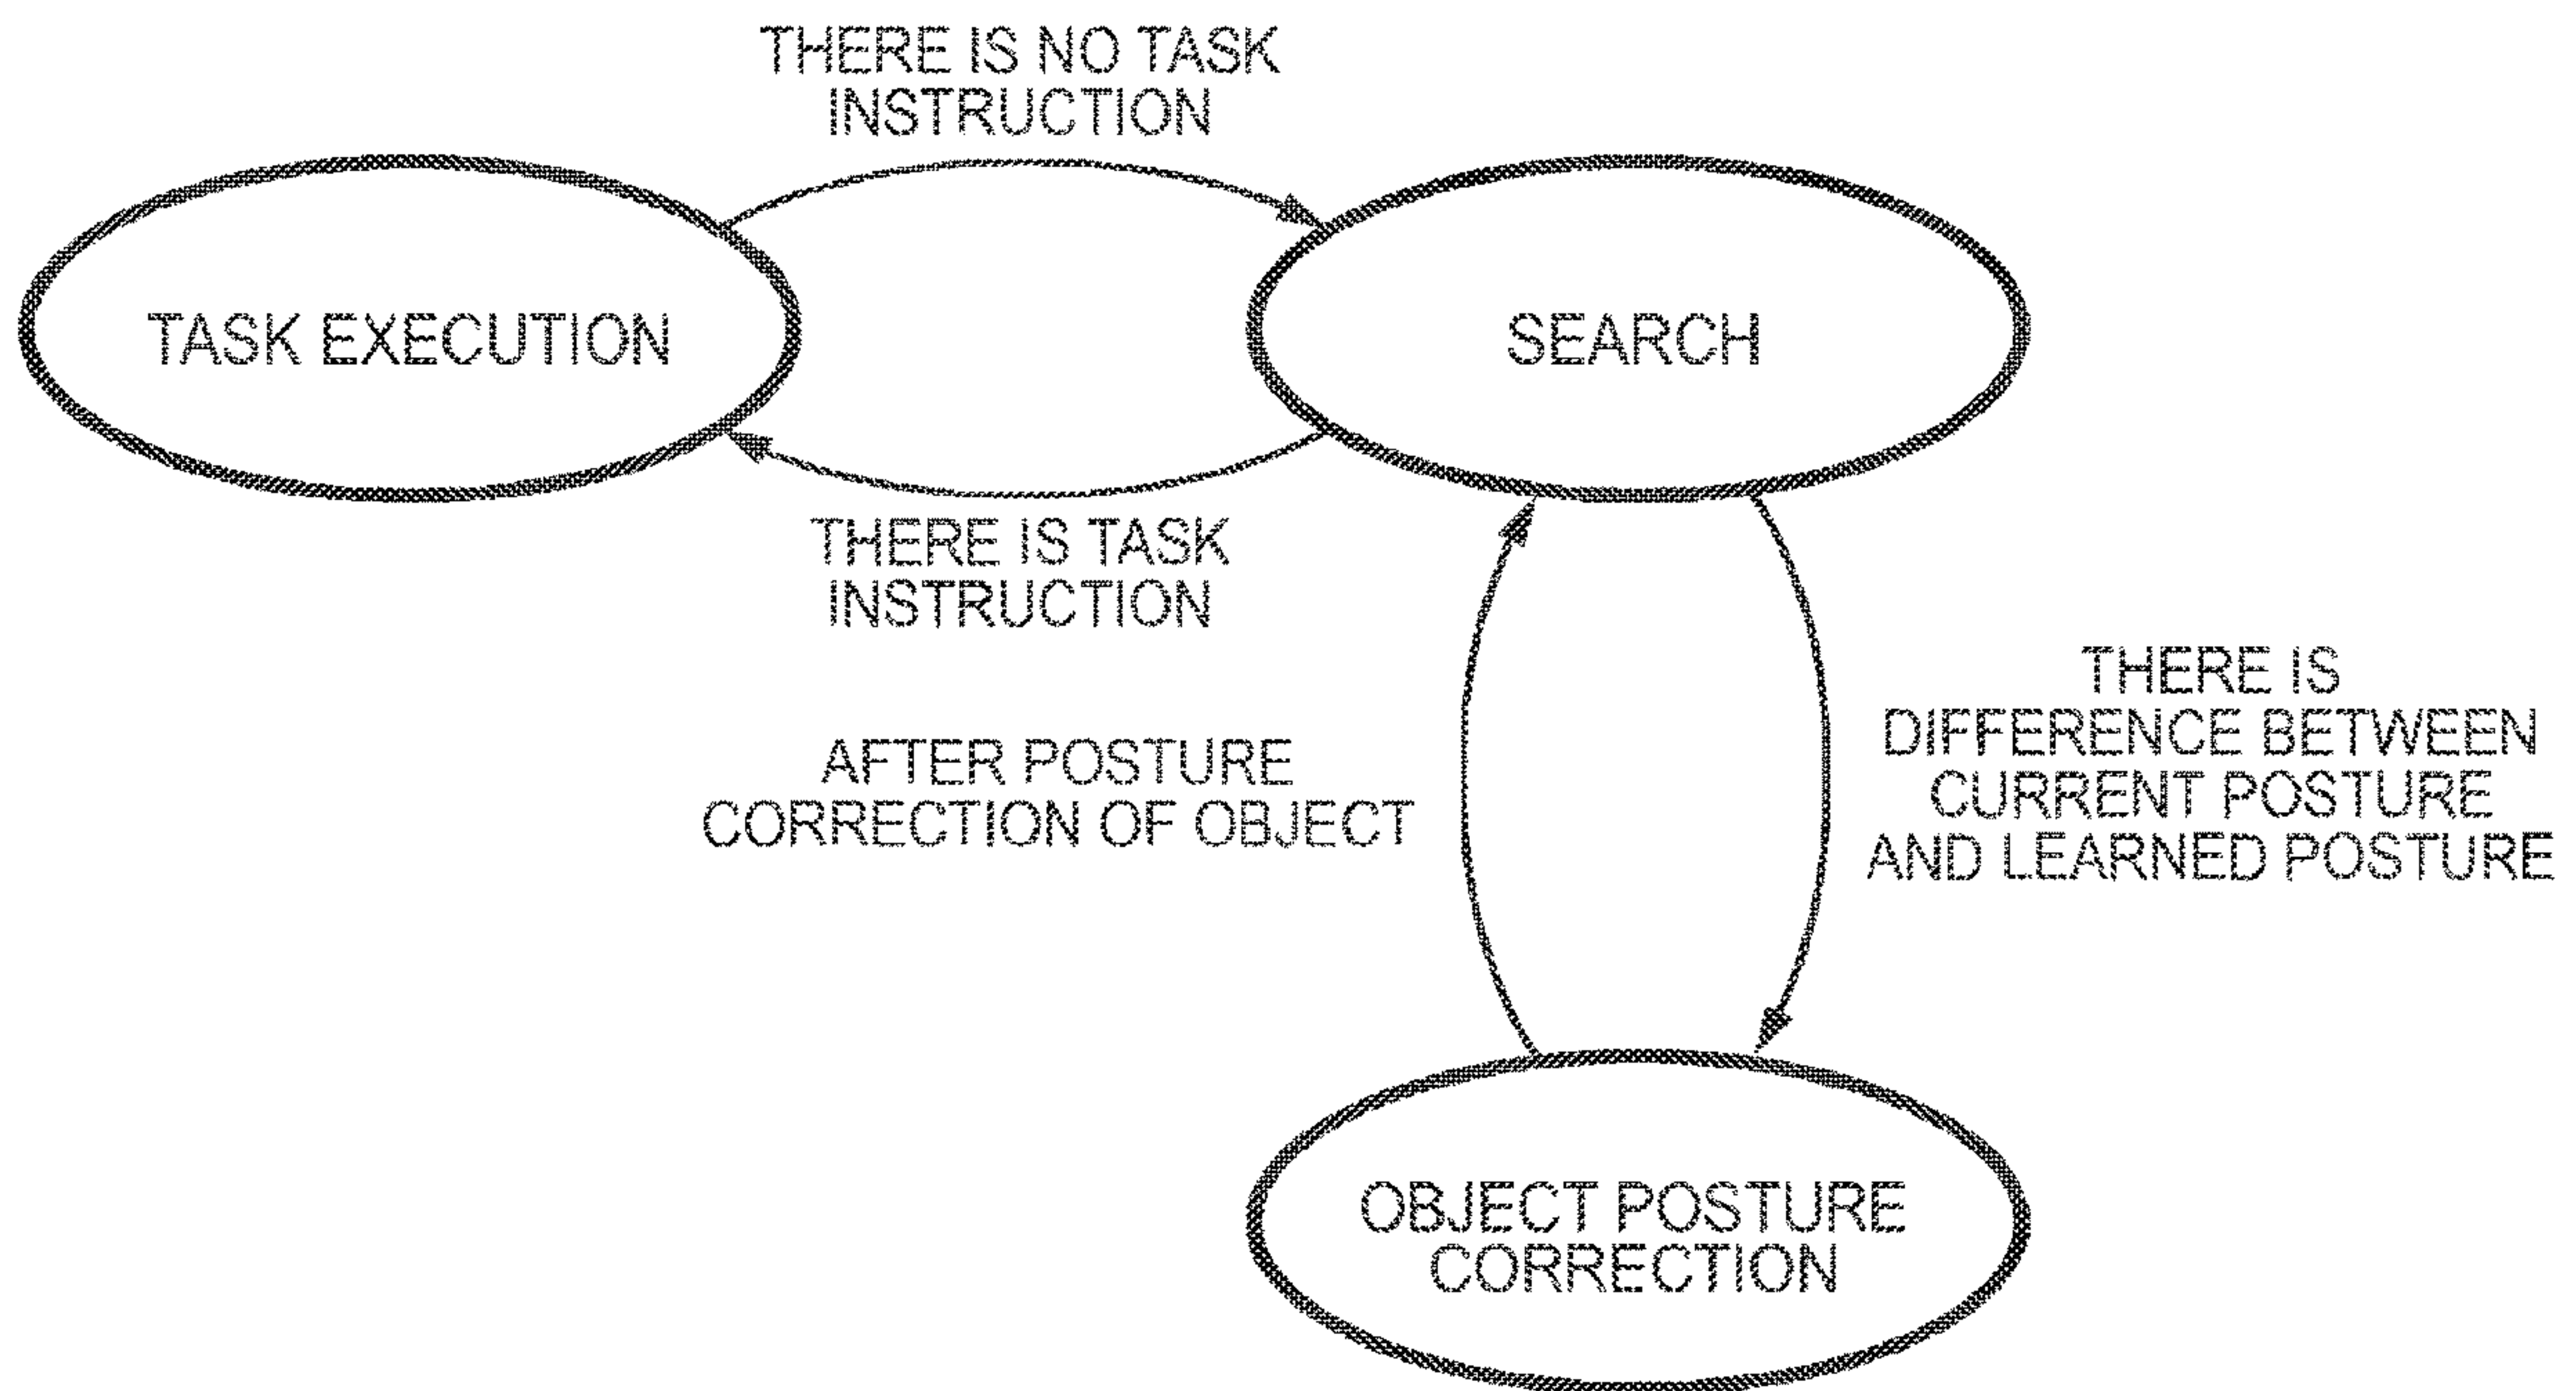 THERE IS NO TASK
INSTRUCTION
TASK EXECUTION
SEARCH
THERE IS TASK
INSTRUCTION
AFTER POSTURE
CORRECTION OF OBJECT
THERE IS
DIFFERENCE BETWEEN
CURRENT POSTURE
AND LEARNED POSTURE
OBJECT POSTURE
CORRECTION